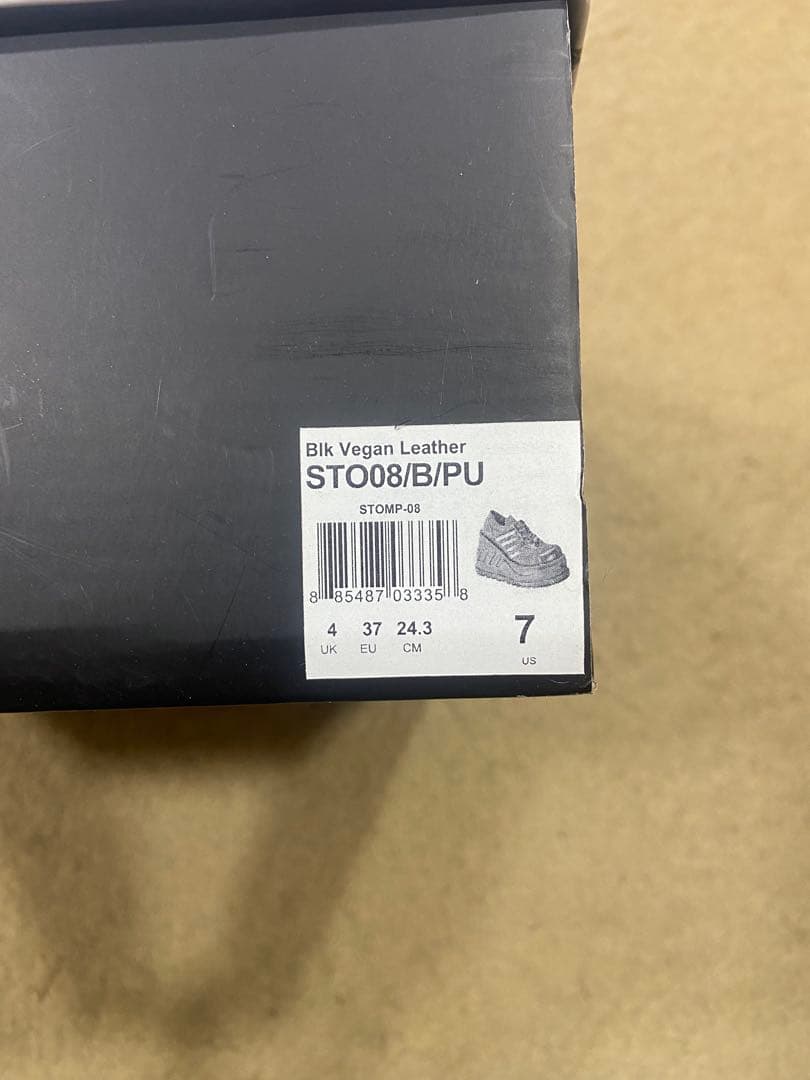 Blk Vegan Leather
STO08/B/PU
STOMP-08
8 85487 03335 8
4 37 24.3 7
UK EU CM US